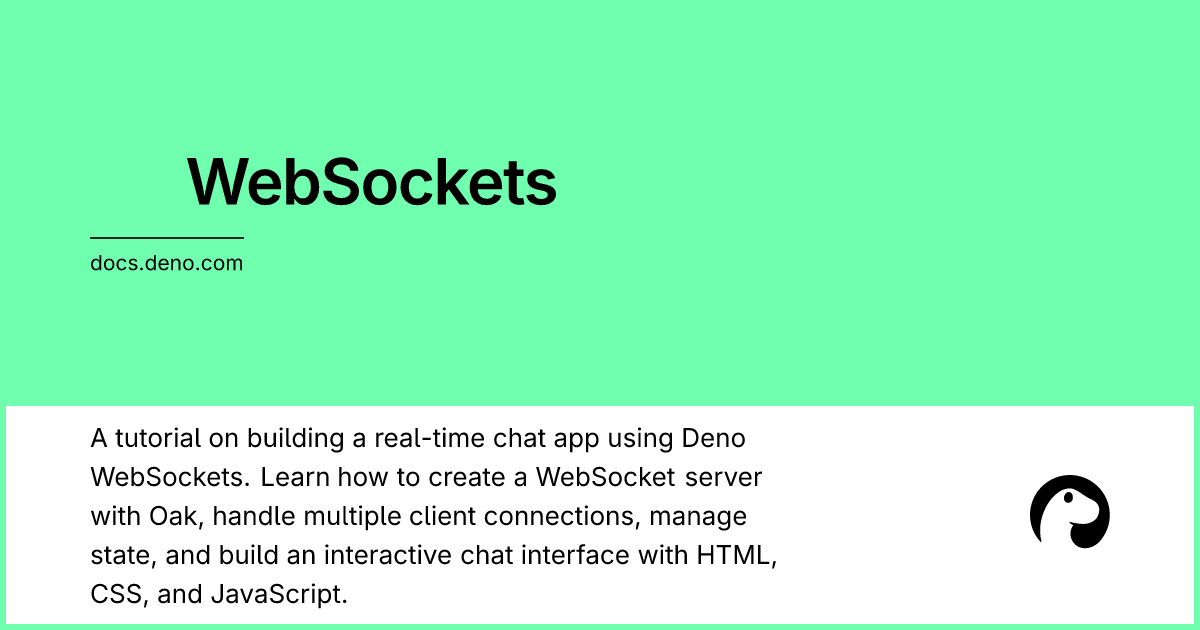 WebSockets
docs.deno.com
A tutorial on building a real-time chat app using Deno
WebSockets. Learn how to create a WebSocket server
with Oak, handle multiple client connections, manage
state, and build an interactive chat interface with HTML,
CSS, and JavaScript.